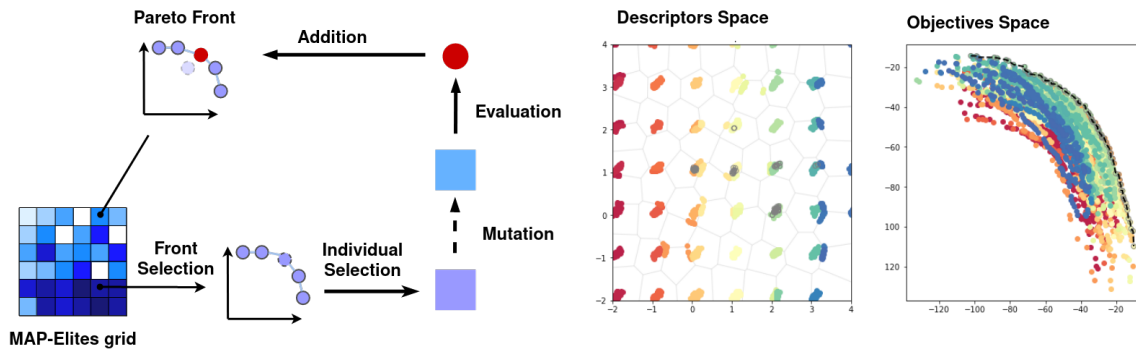 Pareto Front
Addition
Evaluation
Mutation
Front
Selection
Individual
Selection
MAP-Elites grid
Descriptors Space
4
3
2
1
0
−1
−2
−2
−1
0
1
2
3
4
Objectives Space
−20
−40
−60
−80
100
120
−120
−100
−80
−60
−40
−20